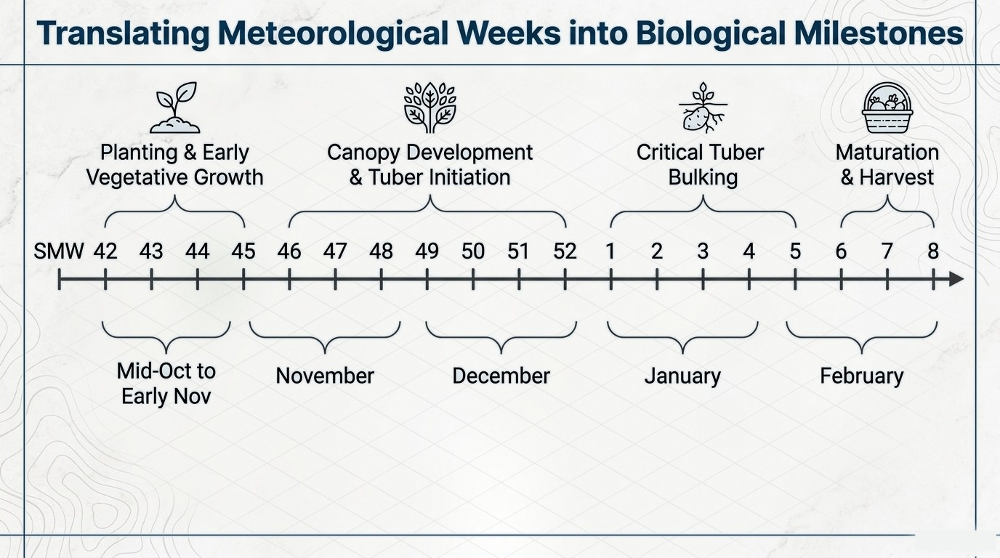 Translating Meteorological Weeks into Biological Milestones
Planting & Early
Vegetative Growth
Canopy Development
& Tuber Initiation
Critical Tuber
Bulking
Maturation
& Harvest
SMW 42 43 44 45 46 47 48 49 50 51 52 1 2 3 4 5 6 7 8
Mid-Oct to
Early Nov
November
December
January
February